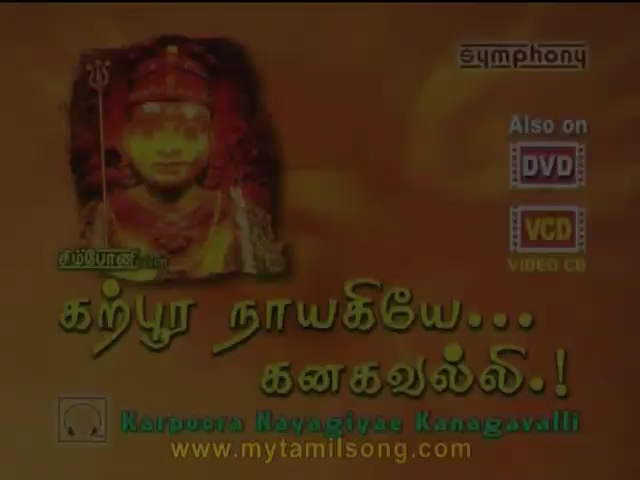 symphony
Also on
DVD
VCD
VIDEO CD
சிம்போனி
கற்பூர நாயகியே...
கனகவல்லி.!
Karpoora Nayagiyae Kanagavalli
www.mytamilsong.com